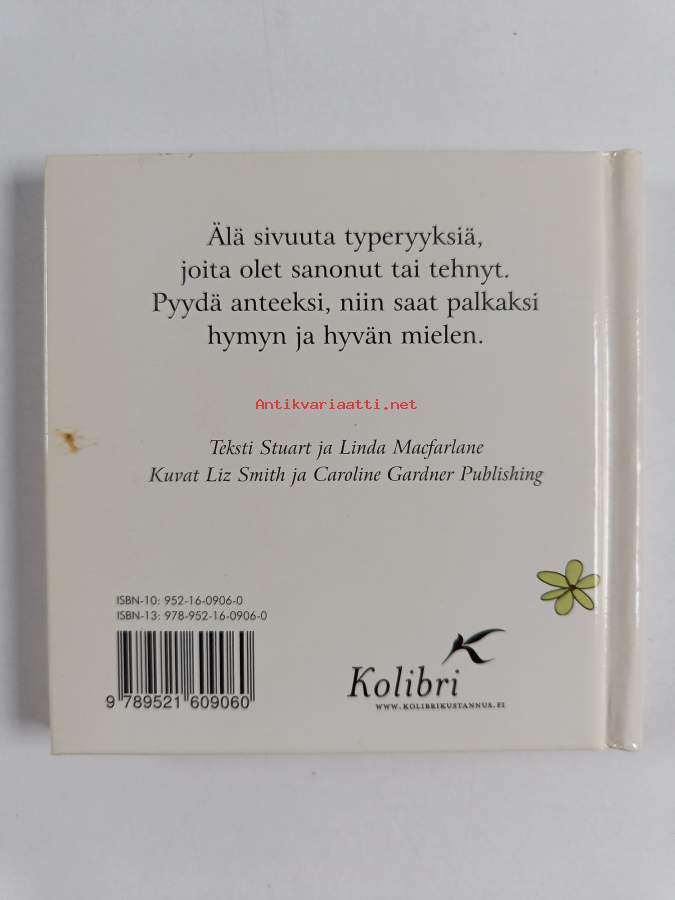 Älä sivuuta typeryyksiä,
joita olet sanonut tai tehnyt.
Pyydä anteeksi, niin saat palkaksi
hymyn ja hyvän mielen.
Antikvariaatti.net
Teksti Stuart ja Linda Macfarlane
Kuvat Liz Smith ja Caroline Gardner Publishing
ISBN-10: 952-16-0906-0
ISBN-13: 978-952-16-0906-0
9 789521 609060
Kolibri
WWW.KOLIBRIKUSTANNUS.FI